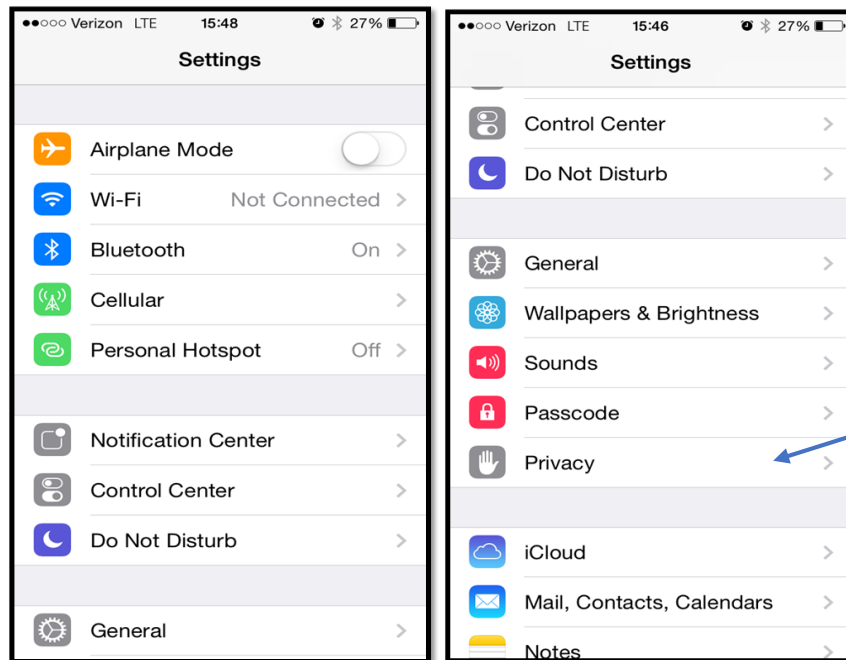 Verizon LTE 15:48 27%
Settings
Airplane Mode
Wi-Fi Not Connected
Bluetooth On
Cellular
Personal Hotspot Off
Notification Center
Control Center
Do Not Disturb
General
Verizon LTE 15:46 27%
Settings
Control Center
Do Not Disturb
General
Wallpapers & Brightness
Sounds
Passcode
Privacy
iCloud
Mail, Contacts, Calendars
Notes